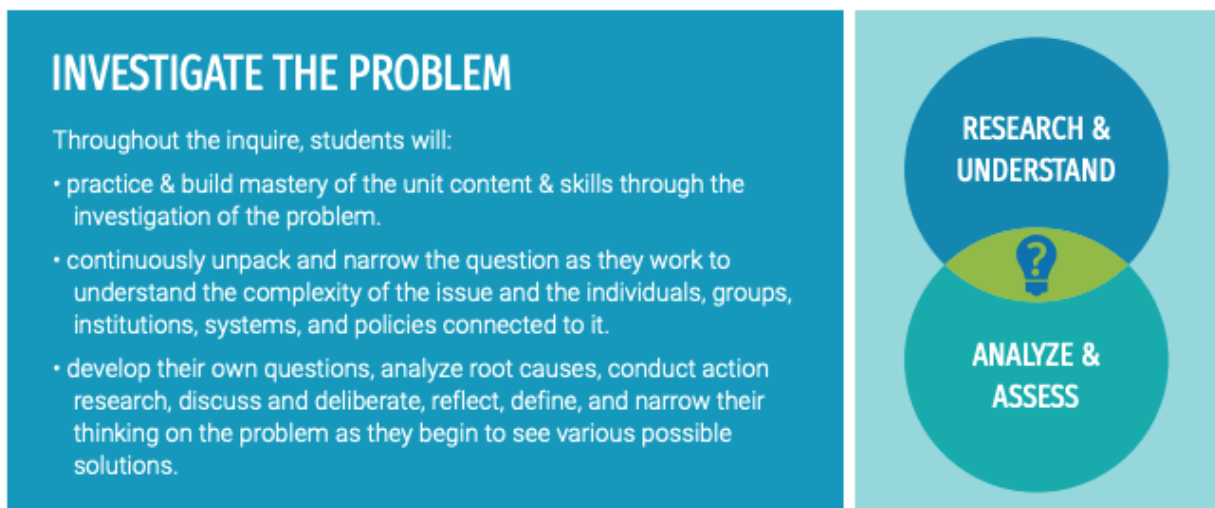 INVESTIGATE THE PROBLEM
Throughout the inquire, students will:
• practice & build mastery of the unit content & skills through the
investigation of the problem.
• continuously unpack and narrow the question as they work to
understand the complexity of the issue and the individuals, groups,
institutions, systems, and policies connected to it.
• develop their own questions, analyze root causes, conduct action
research, discuss and deliberate, reflect, define, and narrow their
thinking on the problem as they begin to see various possible
solutions.
RESEARCH &
UNDERSTAND
?
ANALYZE &
ASSESS